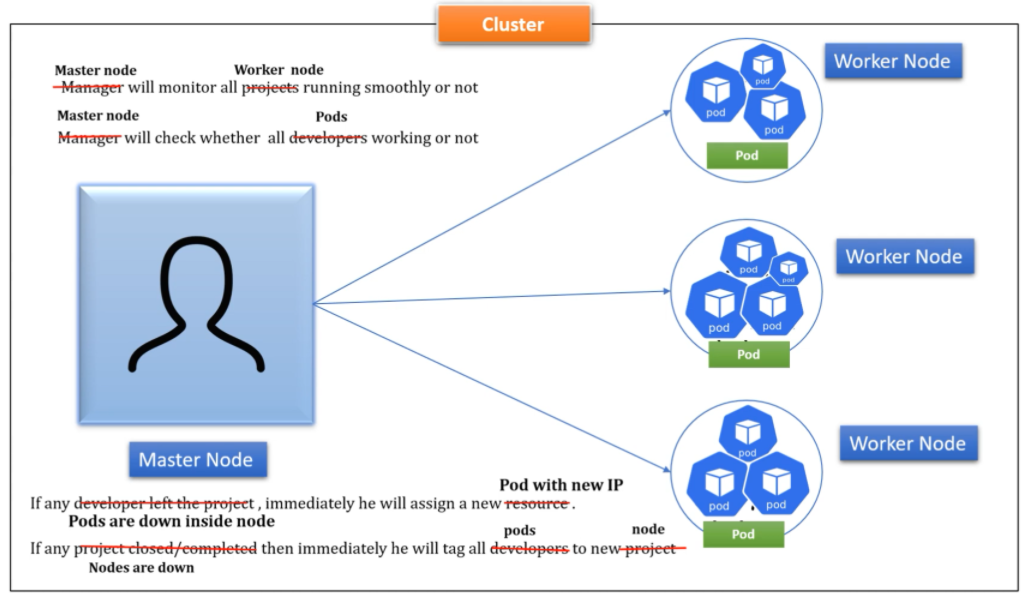 Cluster
Master node Worker node
Manager will monitor all projects running smoothly or not
Master node Pods
Manager will check whether all developers working or not
Worker Node
pod
pod
pod
Pod
Worker Node
pod
pod
pod
pod
Pod
Worker Node
pod
pod
pod
Pod
Master Node
Pod with new IP
If any developer left the project , immediately he will assign a new resource .
Pods are down inside node
pods node
If any project closed/completed then immediately he will tag all developers to new project
Nodes are down